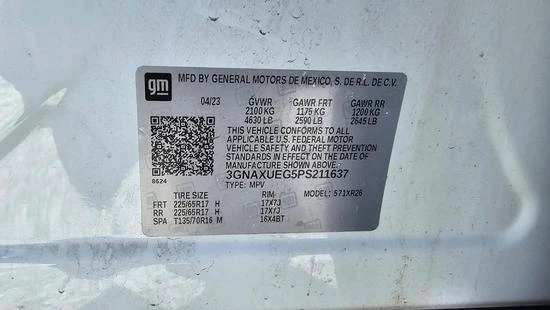 gm
MFD BY GENERAL MOTORS DE MEXICO, S. DE R.L. DE C.V.
04/23 GVWR GAWR FRT GAWR RR
2100 KG 1175 KG 1200 KG
4630 LB 2590 LB 2645 LB
THIS VEHICLE CONFORMS TO ALL
APPLICABLE U.S. FEDERAL MOTOR
VEHICLE SAFETY, AND THEFT PREVENTION
STANDARDS IN EFFECT ON THE DATE OF
MANUFACTURE SHOWN ABOVE.
3GNAXUEG5PS211637
8624 TYPE: MPV MODEL: 571XR26
TIRE SIZE RIM
FRT 225/65R17 H 17X7J
RR 225/65R17 H 17X7J
SPA T135/70R16 M 16X4BT